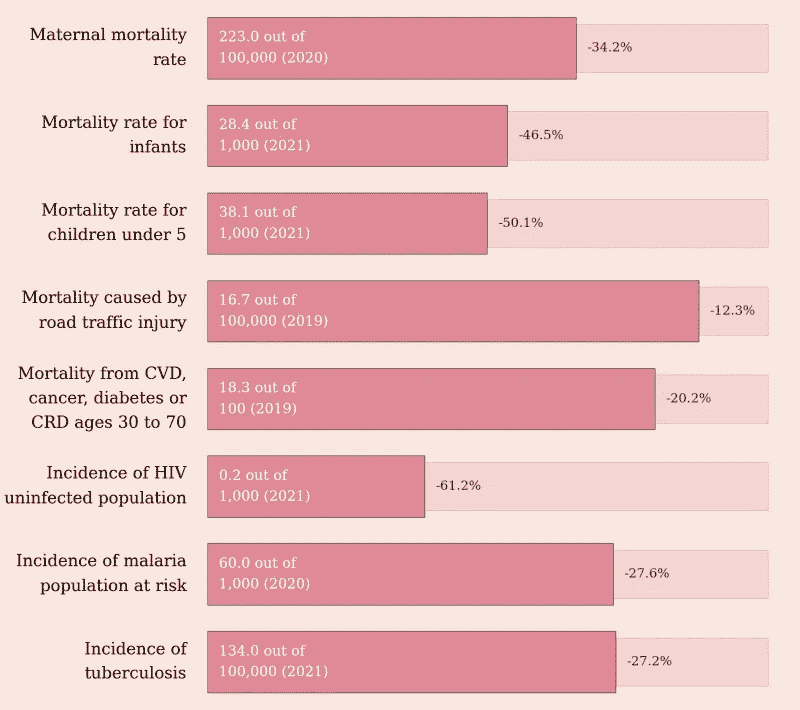 Maternal mortality
rate
223.0 out of
100,000 (2020)
-34.2%
Mortality rate for
infants
28.4 out of
1,000 (2021)
-46.5%
Mortality rate for
children under 5
38.1 out of
1,000 (2021)
-50.1%
Mortality caused by
road traffic injury
16.7 out of
100,000 (2019)
-12.3%
Mortality from CVD,
cancer, diabetes or
CRD ages 30 to 70
18.3 out of
100 (2019)
-20.2%
Incidence of HIV
uninfected population
0.2 out of
1,000 (2021)
-61.2%
Incidence of malaria
population at risk
60.0 out of
1,000 (2020)
-27.6%
Incidence of
tuberculosis
134.0 out of
100,000 (2021)
-27.2%